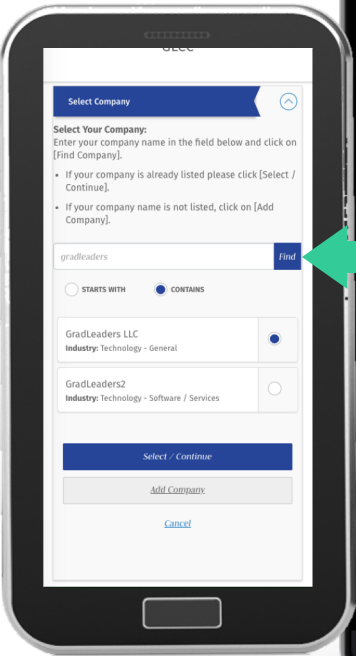 Select Company
Select Your Company:
Enter your company name in the field below and click on
[Find Company].
• If your company is already listed please click [Select /
Continue].
• If your company name is not listed, click on [Add
Company].
gradleaders
Find
STARTS WITH
CONTAINS
GradLeaders LLC
Industry: Technology - General
GradLeaders2
Industry: Technology - Software / Services
Select / Continue
Add Company
Cancel